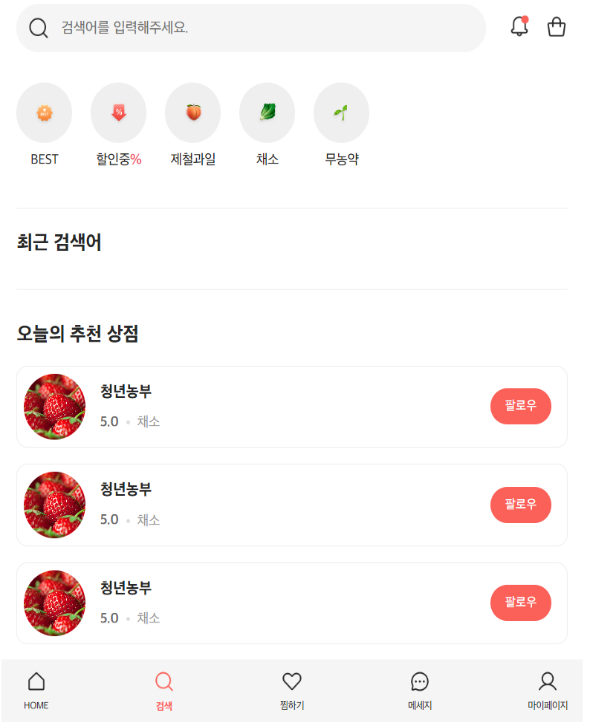 검색어를 입력해주세요.
BEST
할인중%
제철과일
채소
무농약
최근 검색어
오늘의 추천 상점
청년농부
5.0 • 채소
팔로우
청년농부
5.0 • 채소
팔로우
청년농부
5.0 • 채소
팔로우
HOME
검색
찜하기
메세지
마이페이지